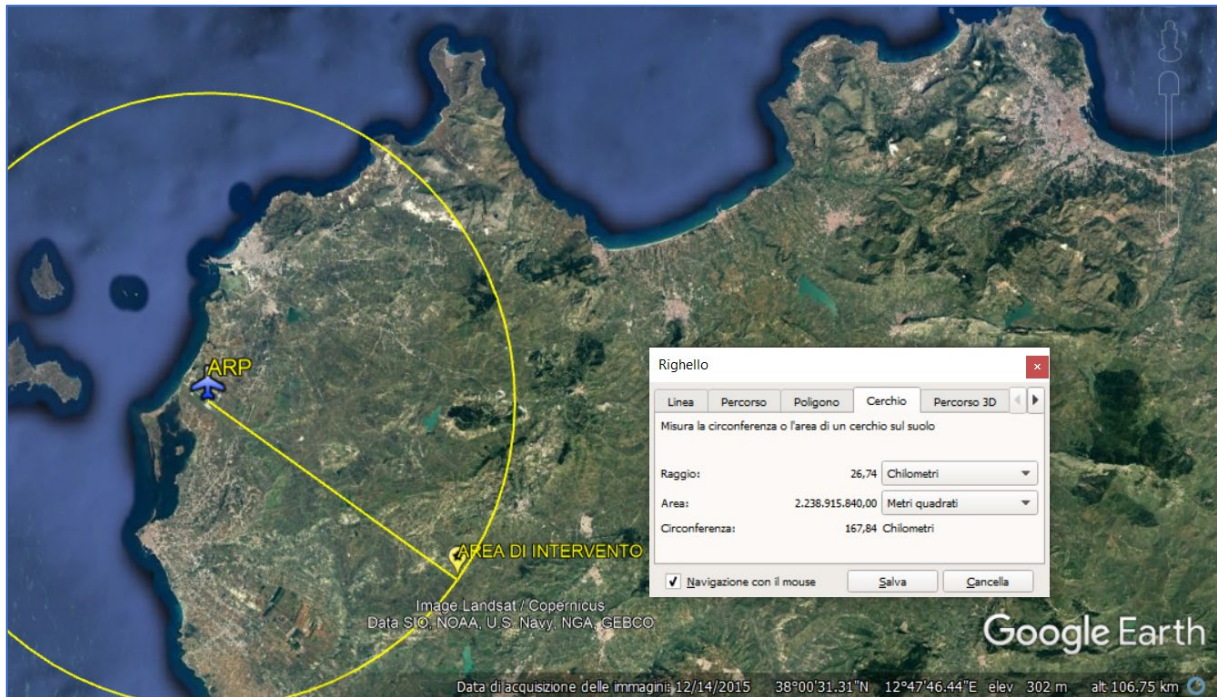 ARP
Righello
Linea Percorso Poligono Cerchio Percorso 3D
Misura la circonferenza o l'area di un cerchio sul suolo
Raggio: 26,74 Chilometri
Area: 2.238.915.840,00 Metri quadrati
Circonferenza: 167,84 Chilometri
Navigazione con il mouse Salva Cancella
AREA DI INTERVENTO
Image Landsat / Copernicus
Data SIO, NOAA, U.S. Navy, NGA, GEBCO
Google Earth
Data di acquisizione delle immagini: 12/14/2015 38°00'31.31"N 12°47'46.44"E elev 302 m alt 106.75 km